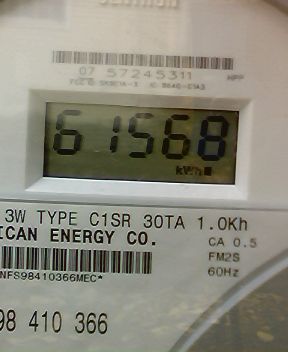 07 57245311
61568
kWh
3W TYPE C1SR 30TA 1.0Kh
ICAN ENERGY CO.
CA 0.5
FM2S
60Hz
NFS98410366MEC*
98 410 366